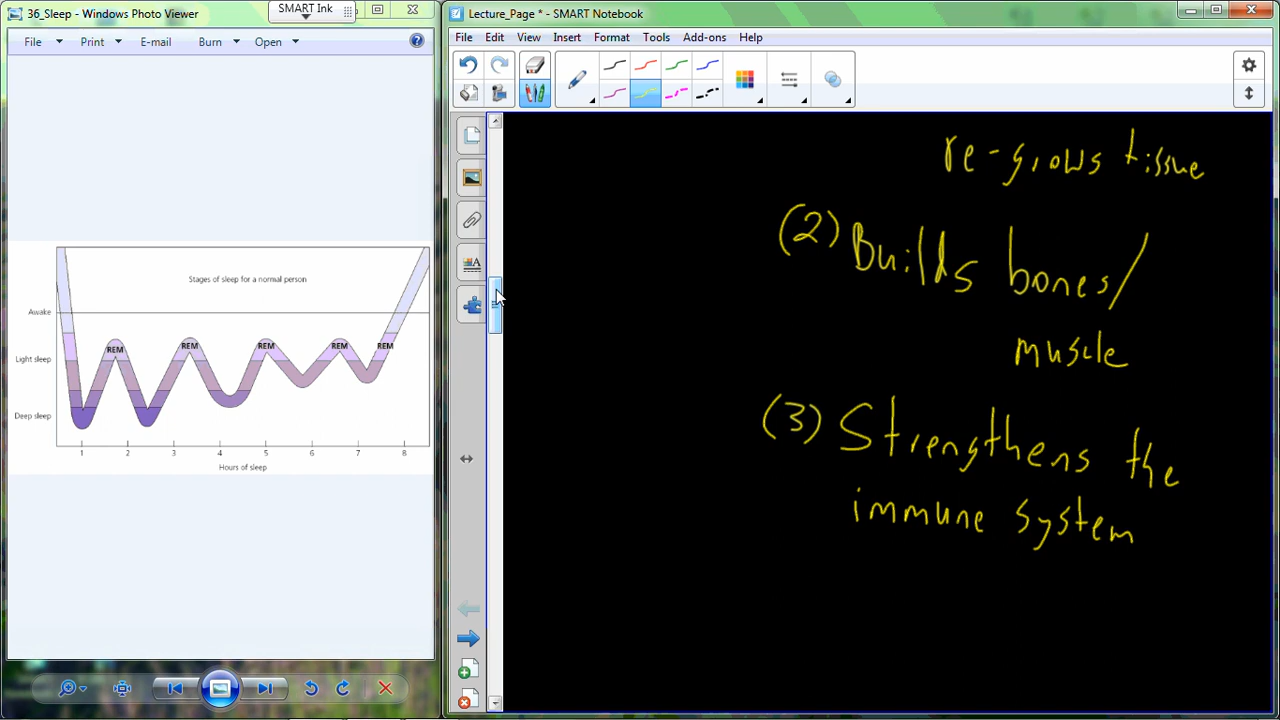 36_Sleep - Windows Photo Viewer
SMART Ink
File Print E-mail Burn Open
Stages of sleep for a normal person
Awake
Light sleep
Deep sleep
REM REM REM REM REM
1 2 3 4 5 6 7 8
Hours of sleep
Lecture_Page * - SMART Notebook
File Edit View Insert Format Tools Add-ons Help
re-grows tissue
(2) Builds bones/
muscle
(3) Strengthens the
immune system